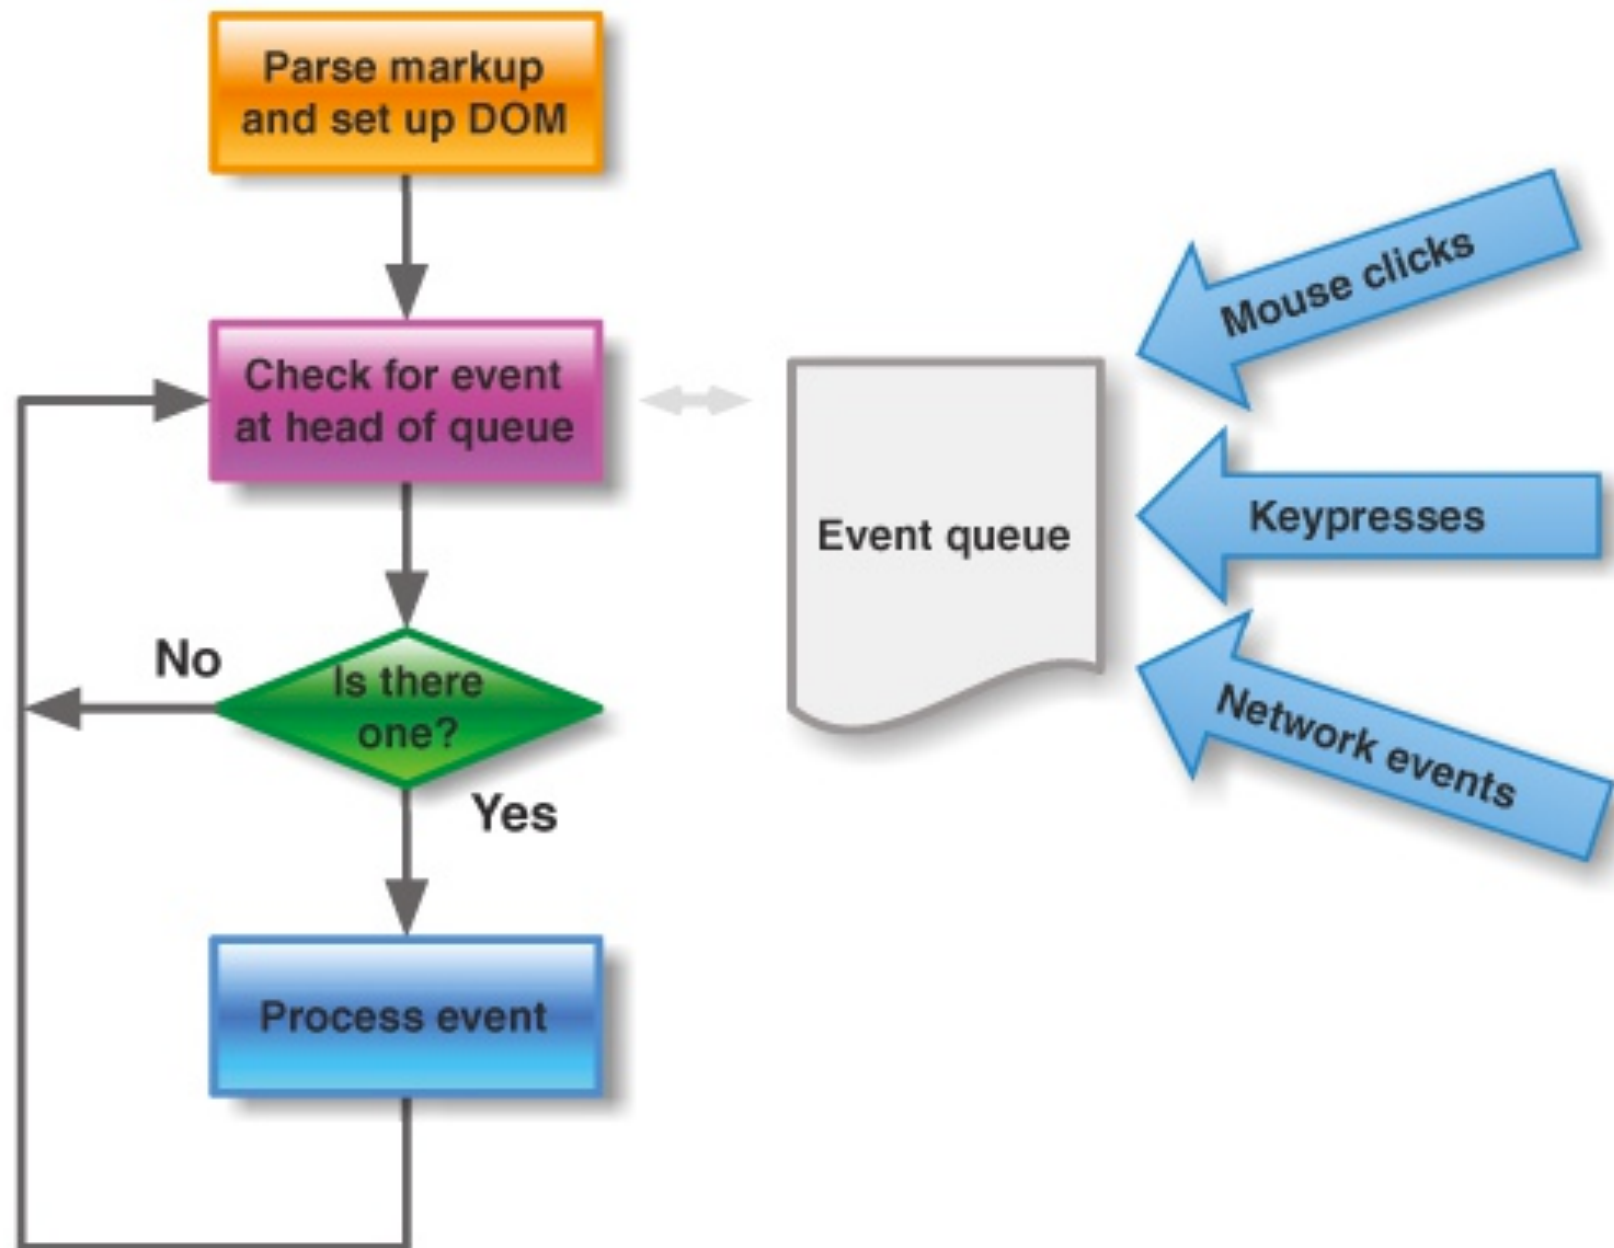 Parse markup
and set up DOM
Check for event
at head of queue
No
Is there
one?
Yes
Process event
Event queue
Mouse clicks
Keypresses
Network events